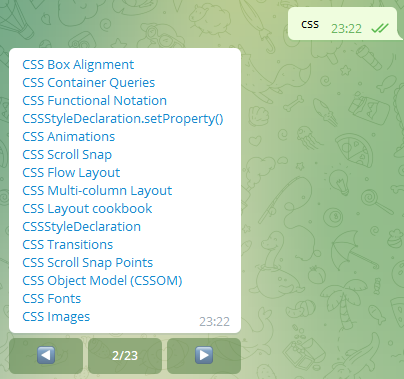 css 23:22
CSS Box Alignment
CSS Container Queries
CSS Functional Notation
CSSStyleDeclaration.setProperty()
CSS Animations
CSS Scroll Snap
CSS Flow Layout
CSS Multi-column Layout
CSS Layout cookbook
CSSStyleDeclaration
CSS Transitions
CSS Scroll Snap Points
CSS Object Model (CSSOM)
CSS Fonts
CSS Images
23:22
2/23